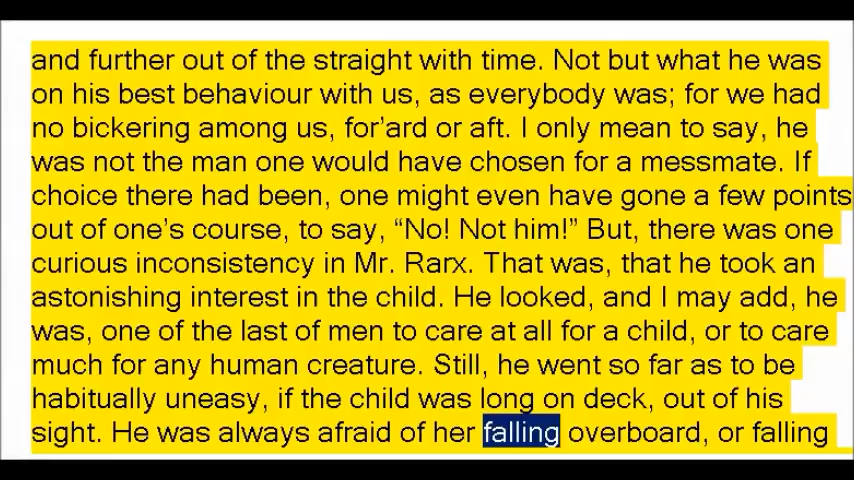 and further out of the straight with time. Not but what he was
on his best behaviour with us, as everybody was; for we had
no bickering among us, for’ard or aft. I only mean to say, he
was not the man one would have chosen for a messmate. If
choice there had been, one might even have gone a few points
out of one’s course, to say, “No! Not him!” But, there was one
curious inconsistency in Mr. Rarx. That was, that he took an
astonishing interest in the child. He looked, and I may add, he
was, one of the last of men to care at all for a child, or to care
much for any human creature. Still, he went so far as to be
habitually uneasy, if the child was long on deck, out of his
sight. He was always afraid of her falling overboard, or falling